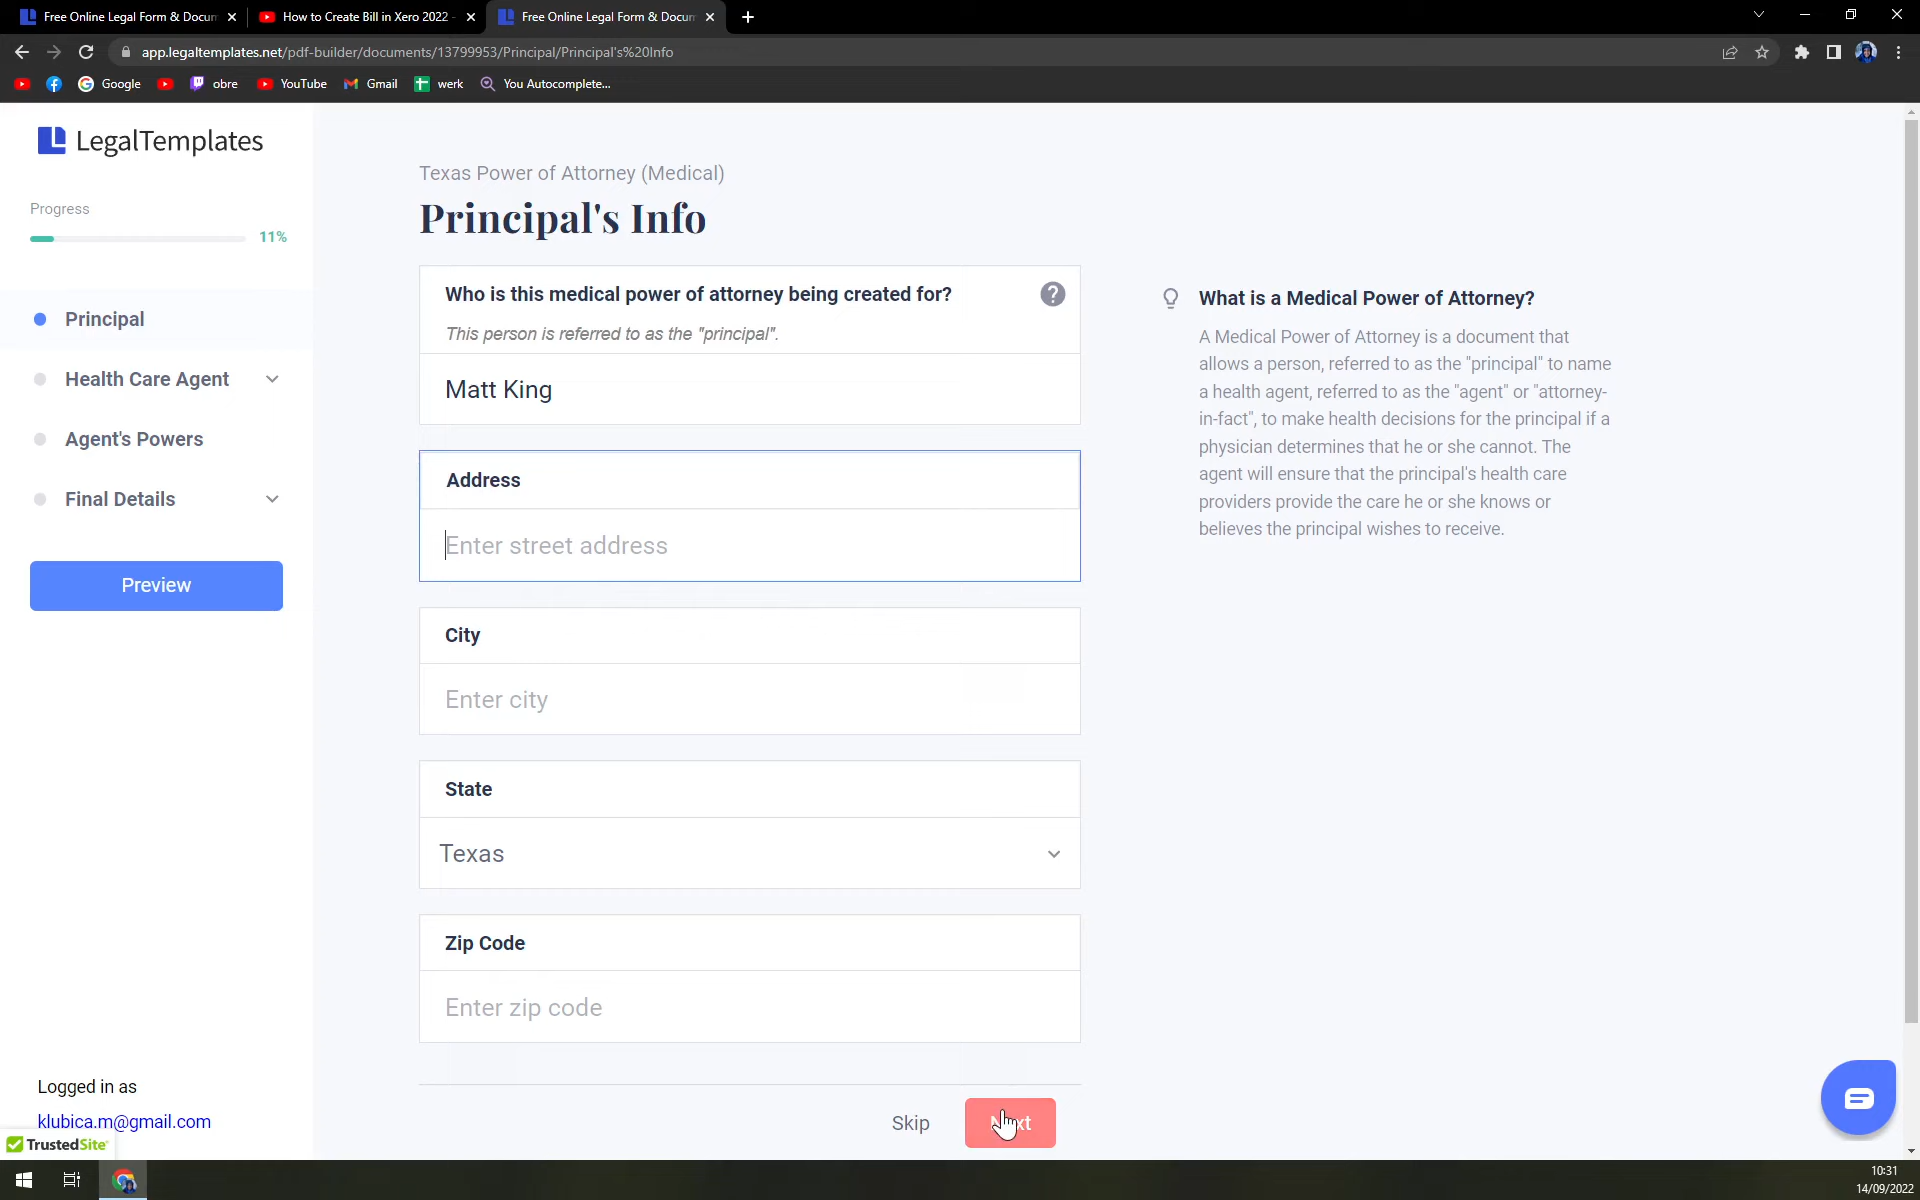 Free Online Legal Form & Docum
How to Create Bill in Xero 2022 -
Free Online Legal Form & Docum
app.legaltemplates.net/pdf-builder/documents/13799953/Principal/Principal's%20Info
Google
obre
YouTube
Gmail
werk
You Autocomplete...
LegalTemplates
Progress
11%
Principal
Health Care Agent
Agent's Powers
Final Details
Preview
Logged in as
klubica.m@gmail.com
TrustedSite
Texas Power of Attorney (Medical)
Principal's Info
Who is this medical power of attorney being created for?
?
This person is referred to as the "principal".
Matt King
Address
Enter street address
City
Enter city
State
Texas
Zip Code
Enter zip code
Skip
What is a Medical Power of Attorney?
A Medical Power of Attorney is a document that
allows a person, referred to as the "principal" to name
a health agent, referred to as the "agent" or "attorney-
in-fact", to make health decisions for the principal if a
physician determines that he or she cannot. The
agent will ensure that the principal's health care
providers provide the care he or she knows or
believes the principal wishes to receive.
10:31
14/09/2022